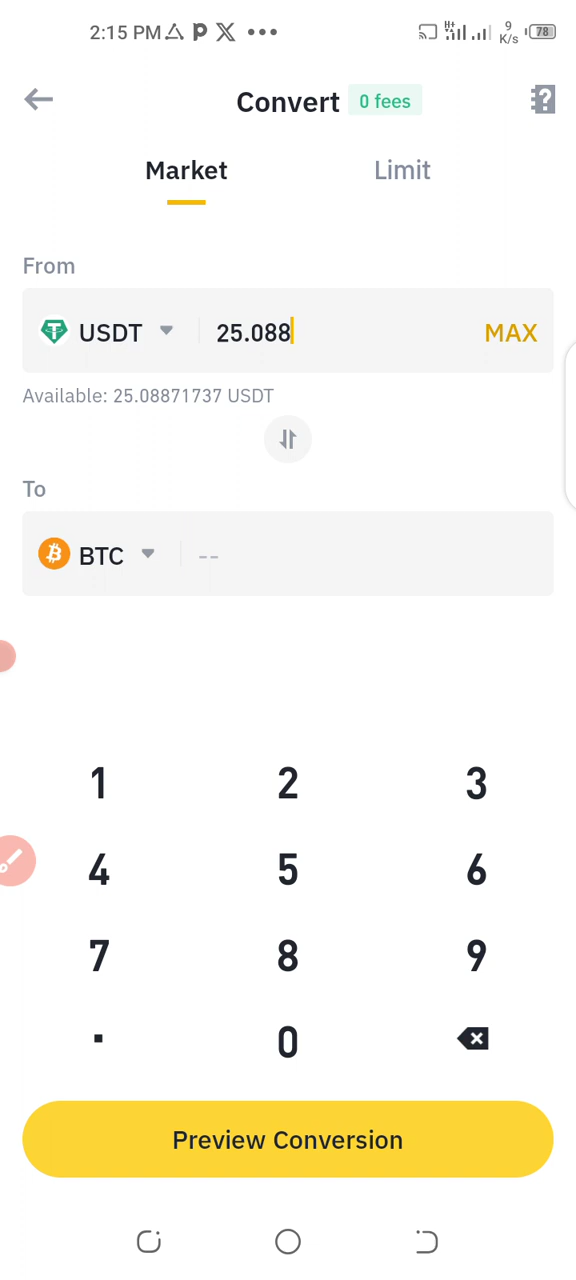 2:15 PM
H+
9
K/s
78
Convert 0 fees
Market Limit
From
USDT 25.088 MAX
Available: 25.08871737 USDT
To
BTC --
1 2 3
4 5 6
7 8 9
. 0
Preview Conversion